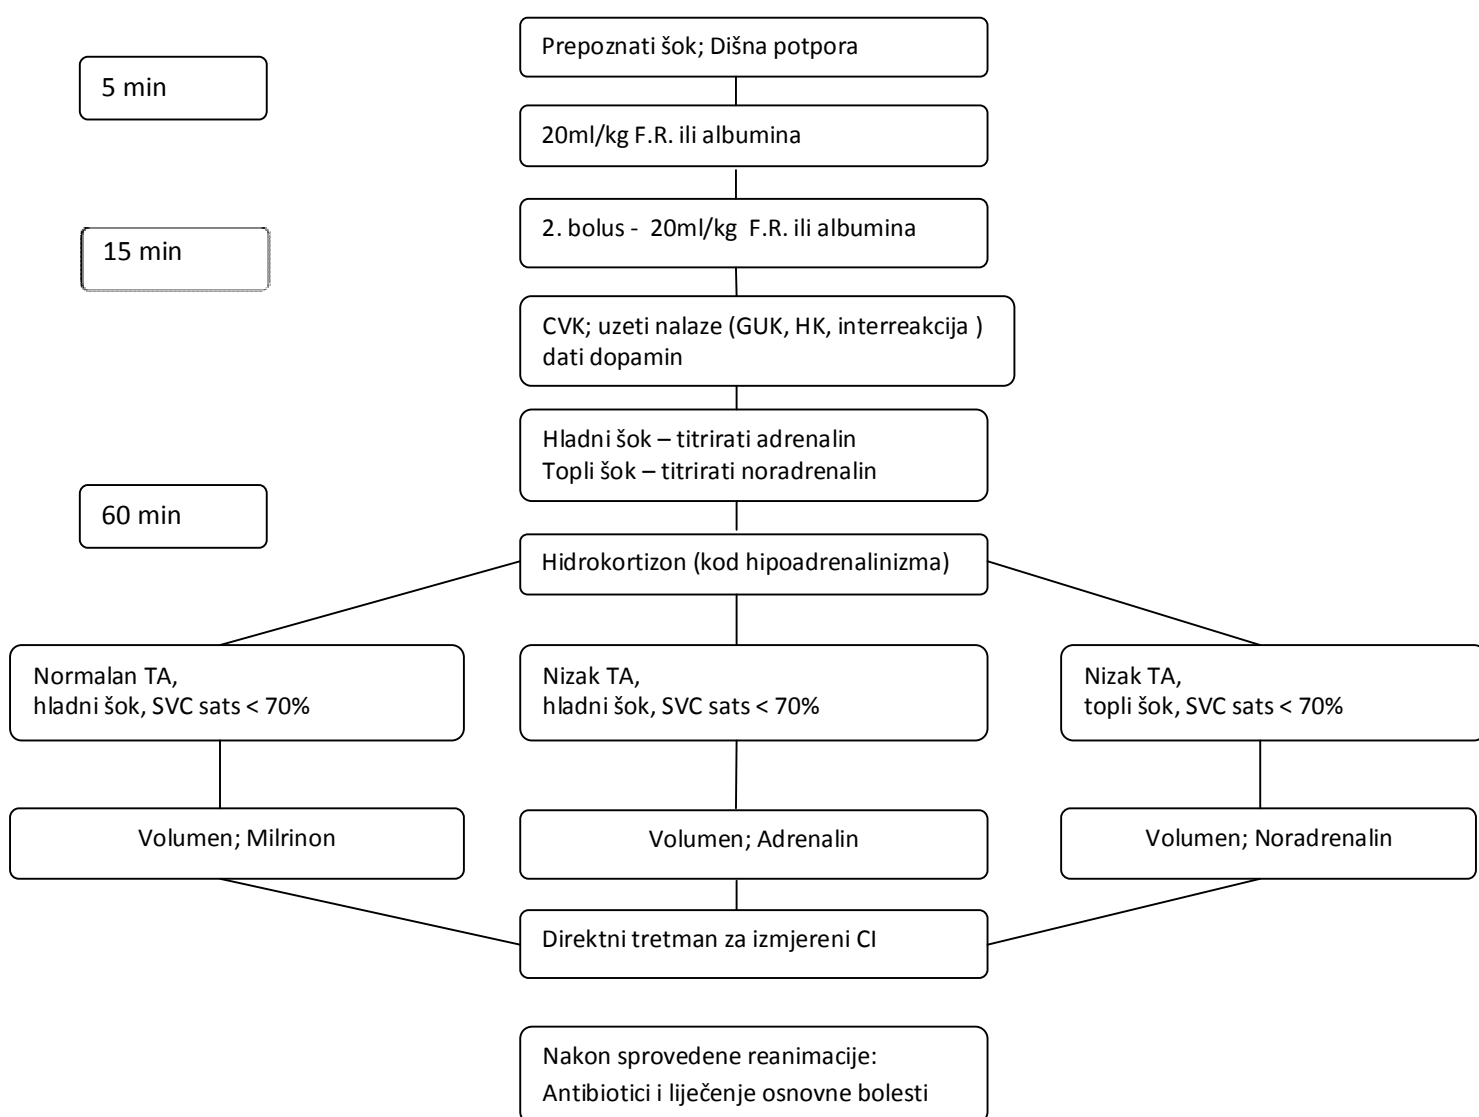 Prepoznati šok; Dišna potpora
5 min
20ml/kg F.R. ili albumina
2. bolus - 20ml/kg F.R. ili albumina
15 min
CVK; uzeti nalaze (GUK, HK, interreakcija )
dati dopamin
Hladni šok – titrirati adrenalin
Topli šok – titrirati noradrenalin
60 min
Hidrokortizon (kod hipoadrenalinizma)
Normalan TA,
hladni šok, SVC sats < 70%
Nizak TA,
hladni šok, SVC sats < 70%
Nizak TA,
topli šok, SVC sats < 70%
Volumen; Milrinon
Volumen; Adrenalin
Volumen; Noradrenalin
Direktni tretman za izmjereni CI
Nakon sprovedene reanimacije:
Antibiotici i liječenje osnovne bolesti